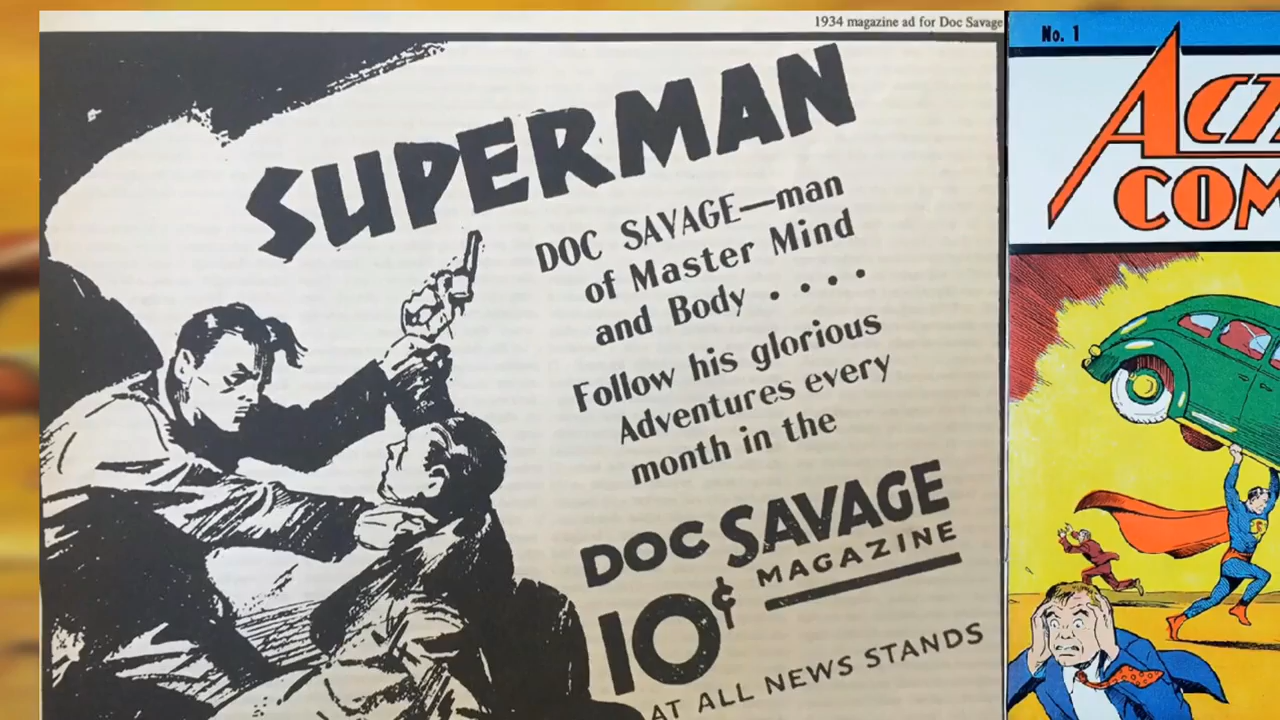 1934 magazine ad for Doc Savage
SUPERMAN
DOC SAVAGE—man
of Master Mind
and Body . . . .
Follow his glorious
Adventures every
month in the
DOC SAVAGE
MAGAZINE
10¢
AT ALL NEWS STANDS
No. 1